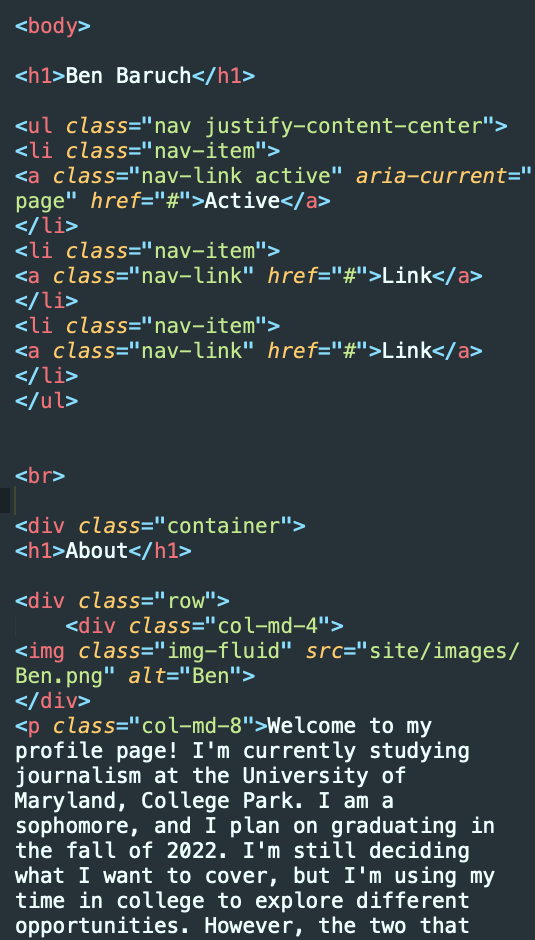 <body>
<h1>Ben Baruch</h1>
<ul class="nav justify-content-center">
<li class="nav-item">
<a class="nav-link active" aria-current="
page" href="#">Active</a>
</li>
<li class="nav-item">
<a class="nav-link" href="#">Link</a>
</li>
<li class="nav-item">
<a class="nav-link" href="#">Link</a>
</li>
</ul>
<br>
<div class="container">
<h1>About</h1>
<div class="row">
<div class="col-md-4">
<img class="img-fluid" src="site/images/
Ben.png" alt="Ben">
</div>
<p class="col-md-8">Welcome to my
profile page! I'm currently studying
journalism at the University of
Maryland, College Park. I am a
sophomore, and I plan on graduating in
the fall of 2022. I'm still deciding
what I want to cover, but I'm using my
time in college to explore different
opportunities. However, the two that